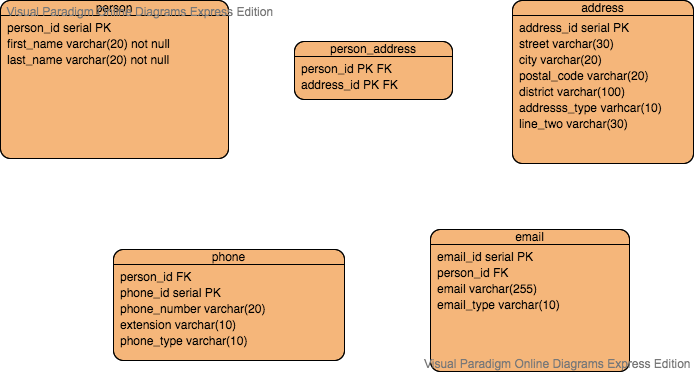 Visual Paradigm Online Diagrams Express Edition
person
person_id serial PK
first_name varchar(20) not null
last_name varchar(20) not null
person_address
person_id PK FK
address_id PK FK
address
address_id serial PK
street varchar(30)
city varchar(20)
postal_code varchar(20)
district varchar(100)
addresss_type varhcar(10)
line_two varchar(30)
phone
person_id FK
phone_id serial PK
phone_number varchar(20)
extension varchar(10)
phone_type varchar(10)
email
email_id serial PK
person_id FK
email varchar(255)
email_type varchar(10)
Visual Paradigm Online Diagrams Express Edition